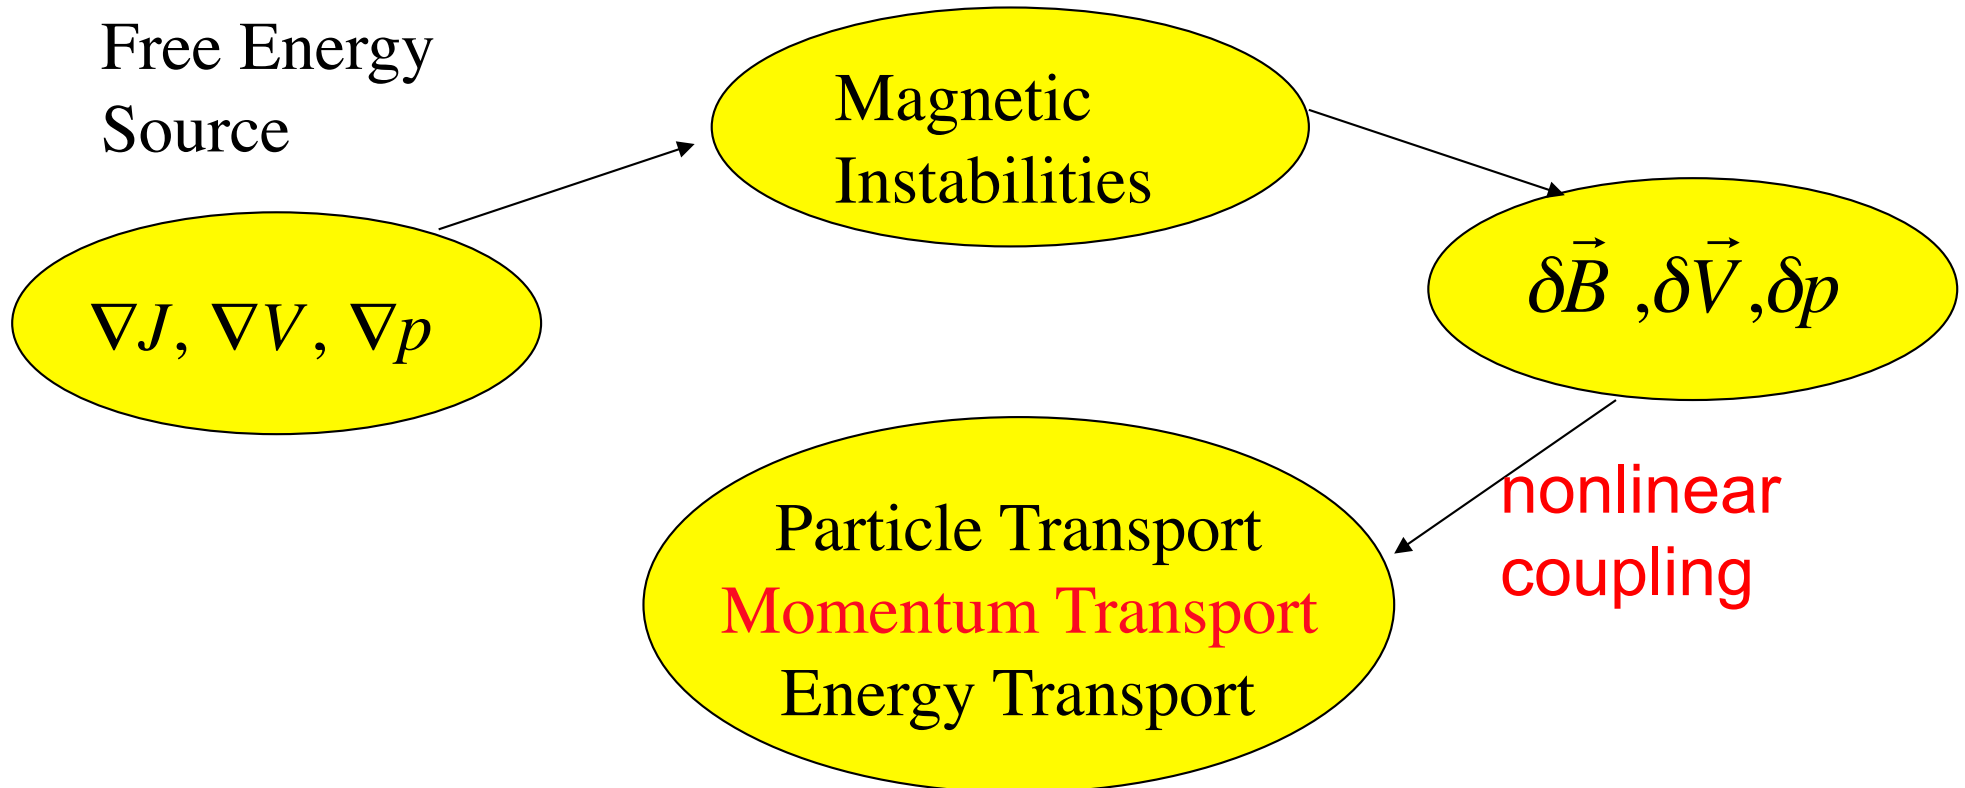 Free Energy
Source
Magnetic
Instabilities
∇J, ∇V, ∇p
δB⃗ ,δV⃗ ,δp
nonlinear
coupling
Particle Transport
Momentum Transport
Energy Transport